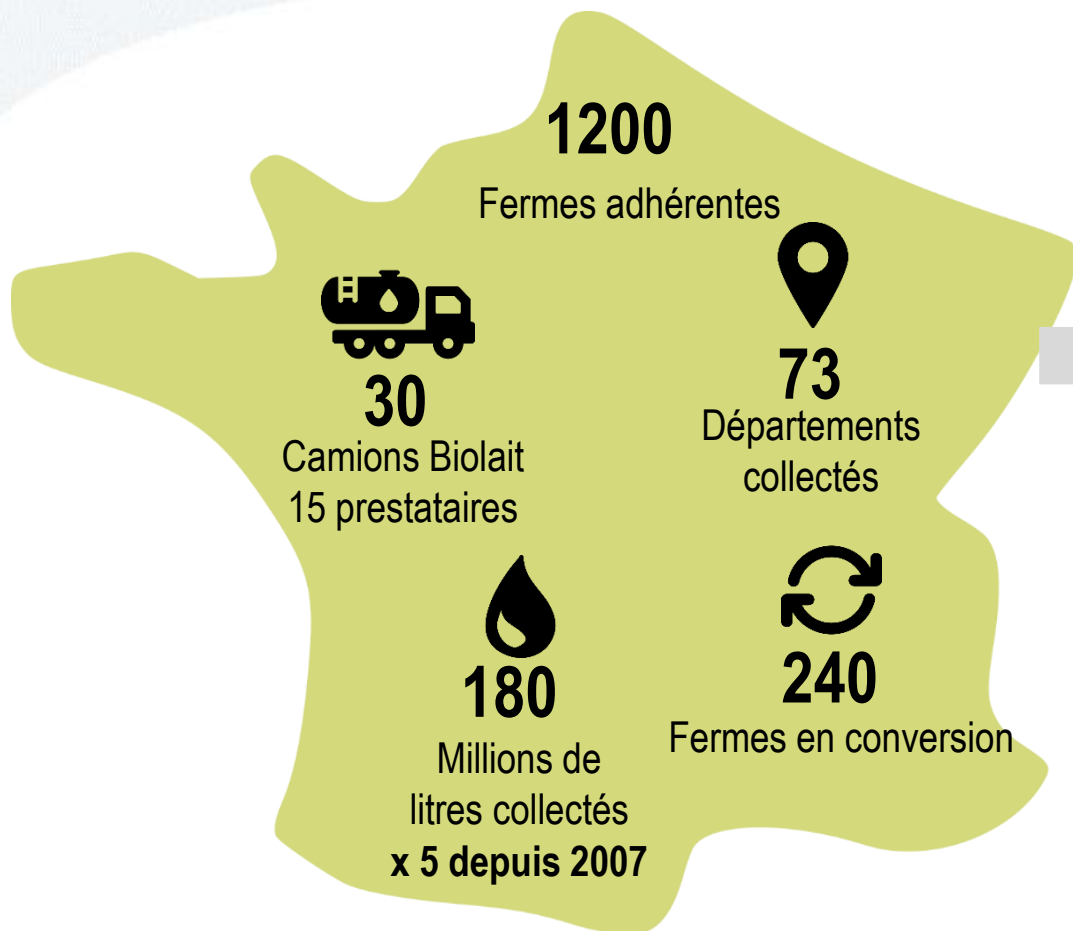 1200
Fermes adhérentes
30
Camions Biolait
15 prestataires
73
Départements
collectés
180
Millions de
litres collectés
x 5 depuis 2007
240
Fermes en conversion